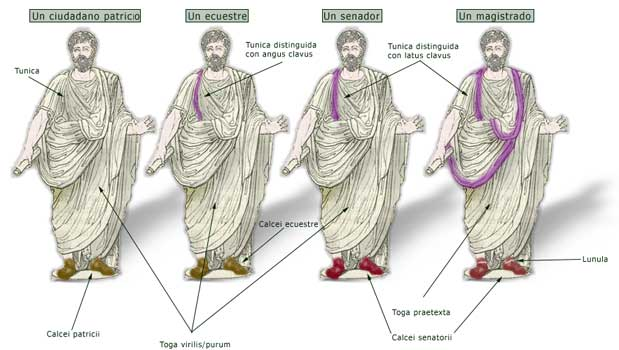 Un ciudadano patricio
Un ecuestre
Un senador
Un magistrado
Tunica
Tunica distinguida
con angus clavus
Tunica distinguida
con latus clavus
Calcei ecuestre
Lunula
Toga praetexta
Calcei patricii
Toga virilis/purum
Calcei senatorii